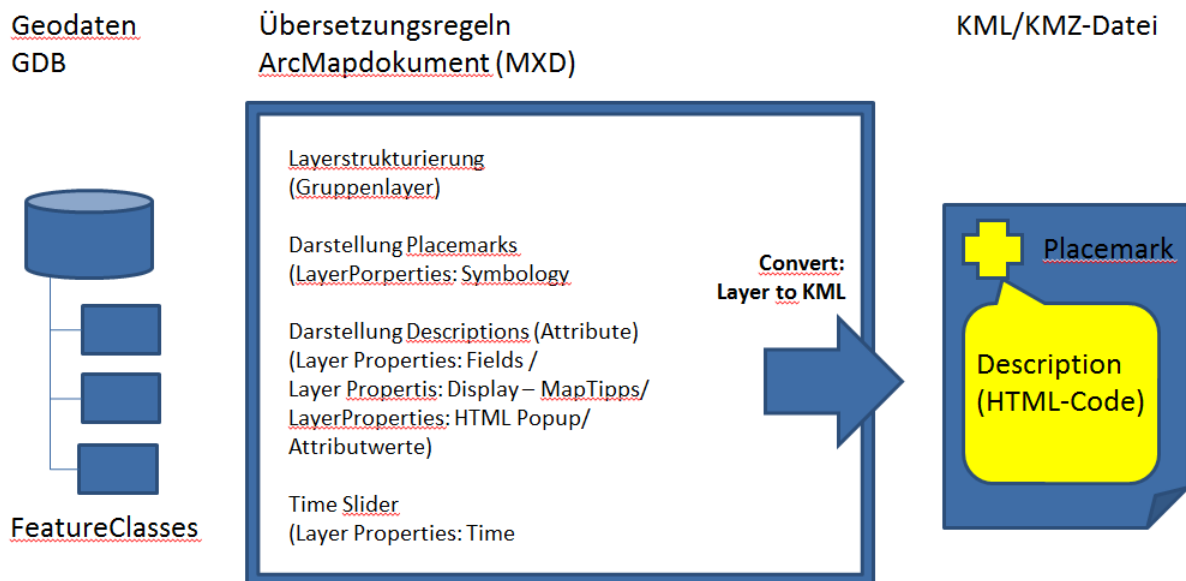 Geodaten
GDB
Übersetzungsregeln
ArcMapdokument (MXD)
KML/KMZ-Datei
Layerstrukturierung
(Gruppenlayer)
Darstellung Placemarks
(LayerPorperties: Symbology
Darstellung Descriptions (Attribute)
(Layer Properties: Fields /
Layer Propertis: Display – MapTipps/
LayerProperties: HTML Popup/
Attributwerte)
Time Slider
(Layer Properties: Time
Convert:
Layer to KML
Placemark
Description
(HTML-Code)
FeatureClasses